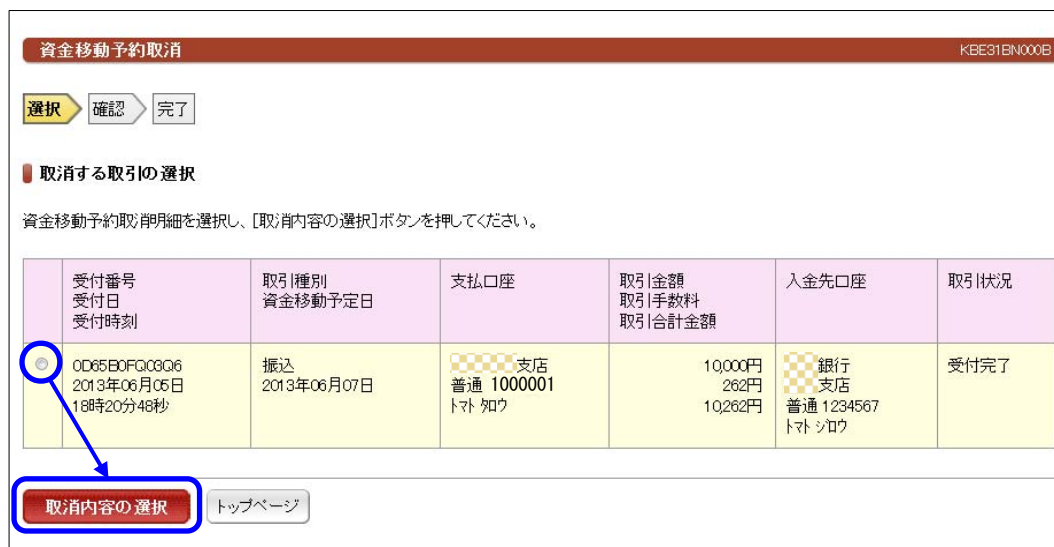 資金移動予約取消 KBE31BN000B
選択 確認 完了
取消する取引の選択
資金移動予約取消明細を選択し、[取消内容の選択]ボタンを押してください。
受付番号 取引種別 支払口座 取引金額 入金先口座 取引状況
受付日 資金移動予定日 取引手数料
受付時刻 取引合計金額
0D65B0FQ03Q6 振込 支店 10,000円 銀行 受付完了
2013年06月05日 2013年06月07日 普通 1000001 262円 支店
18時20分48秒 トマト タロウ 10,262円 普通 1234567
トマト ジロウ
取消内容の選択 トップページ